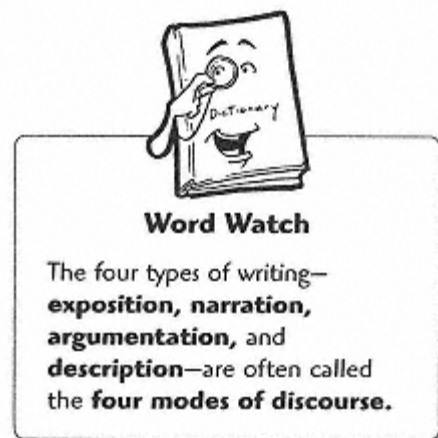 Dictionary
Word Watch
The four types of writing—
exposition, narration,
argumentation, and
description—are often called
the four modes of discourse.